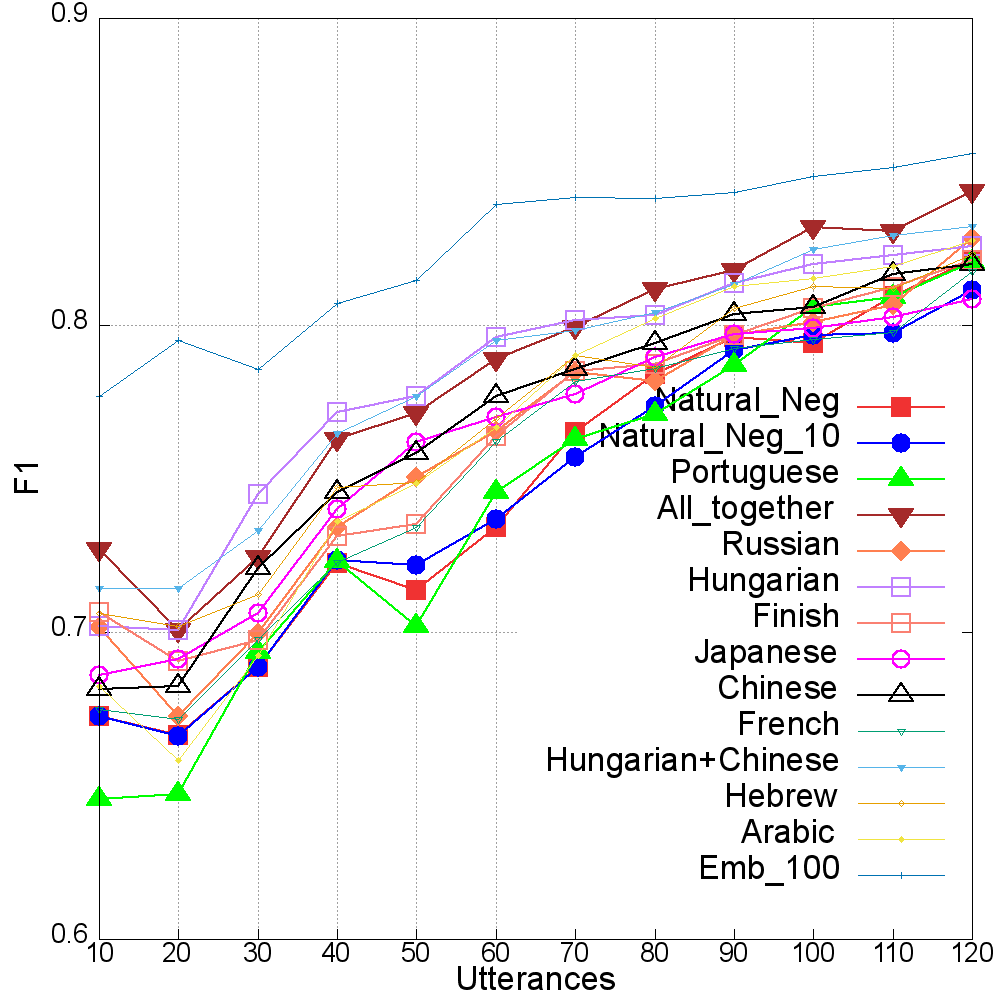 0.9
0.8
0.7
0.6
F1
Natural_Neg
Natural_Neg_10
Portuguese
All_together
Russian
Hungarian
Finish
Japanese
Chinese
French
Hungarian+Chinese
Hebrew
Arabic
Emb_100
10 20 30 40 50 60 70 80 90 100 110 120
Utterances